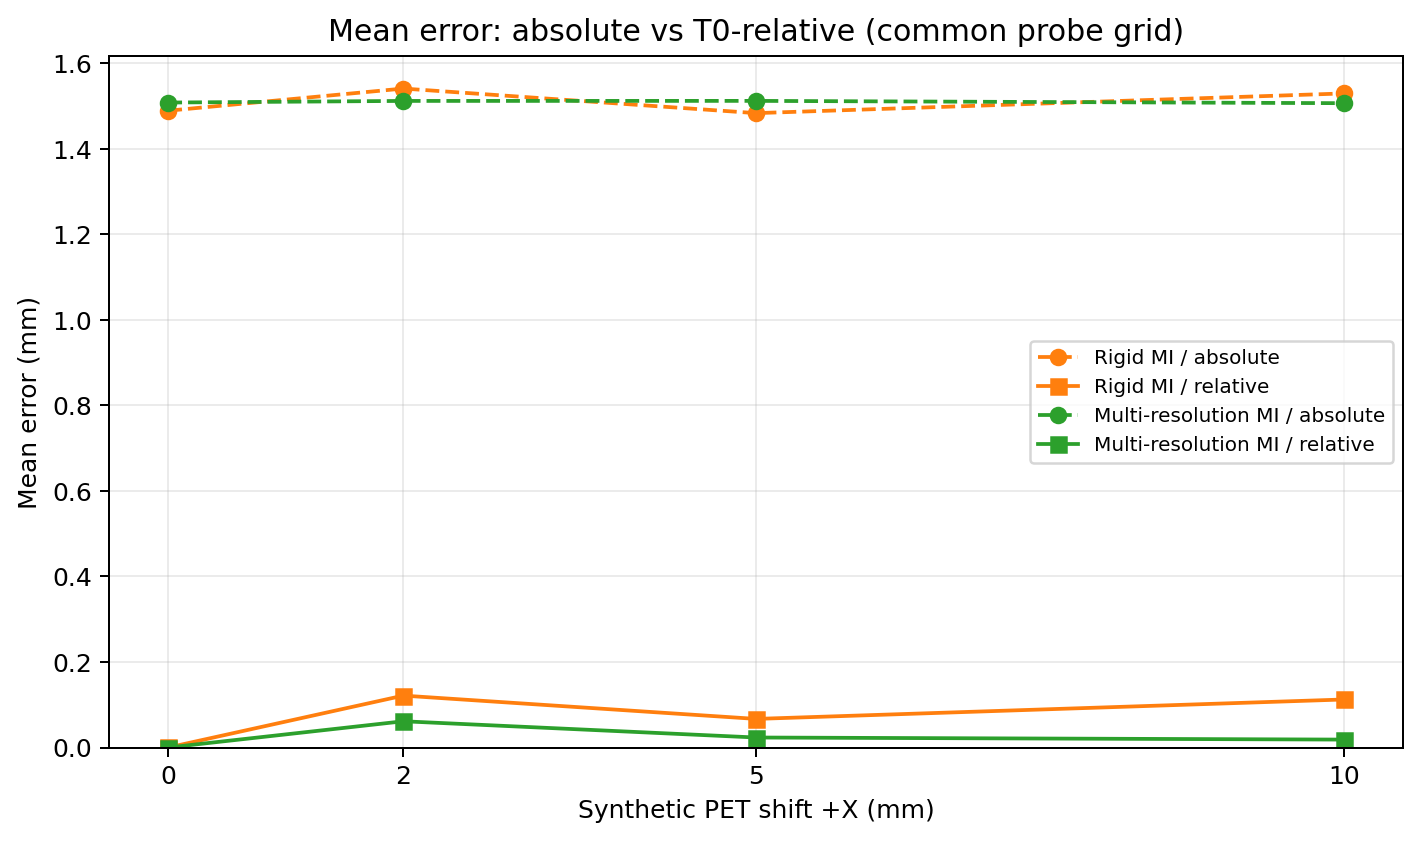 Mean error: absolute vs T0-relative (common probe grid)
1.6
1.4
1.2
1.0
0.8
0.6
0.4
0.2
0.0
Mean error (mm)
Rigid MI / absolute
Rigid MI / relative
Multi-resolution MI / absolute
Multi-resolution MI / relative
0
2
5
10
Synthetic PET shift +X (mm)